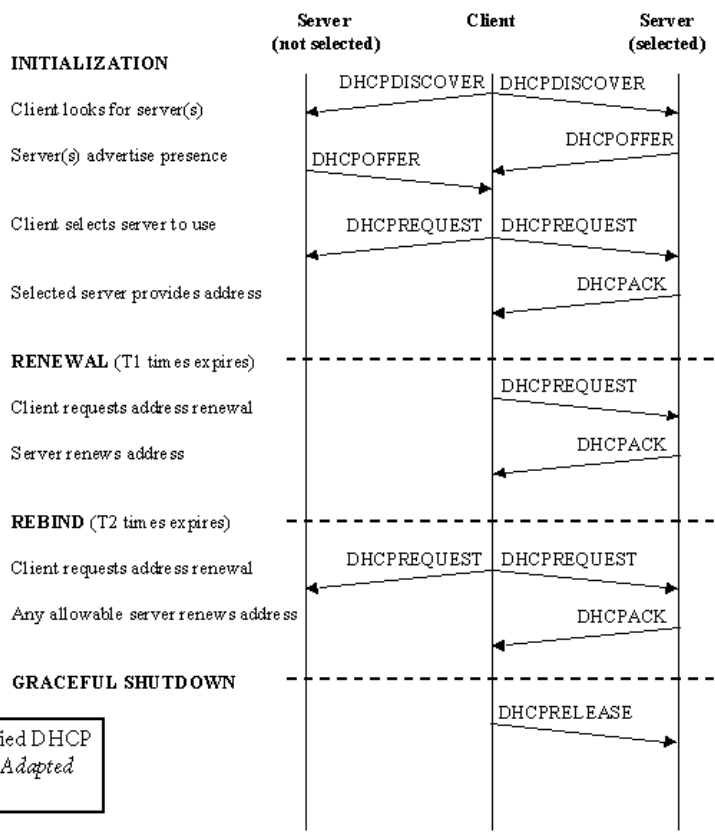 Server Client Server
(not selected) (selected)
INITIALIZATION
DHCPDISCOVER DHCPDISCOVER
Client looks for server(s)
DHCPOFFER
Server(s) advertise presence DHCPOFFER
Client selects server to use DHCPREQUEST DHCPREQUEST
DHCPACK
Selected server provides address
RENEWAL (T1 times expires)
DHCPREQUEST
Client requests address renewal
Server renews address DHCPACK
REBIND (T2 times expires)
DHCPREQUEST DHCPREQUEST
Client requests address renewal
Any allowable server renews address DHCPACK
GRACEFUL SHUTDOWN
DHCPRELEASE
DHCP
Adapted